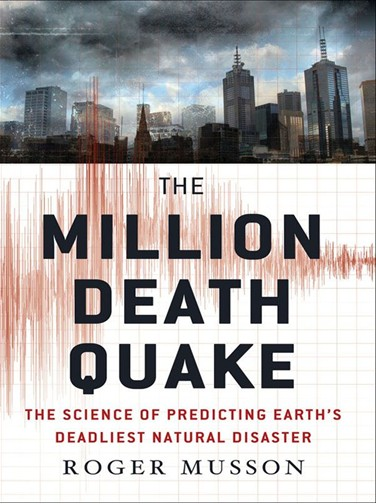 THE
MILLION
DEATH
QUAKE
THE SCIENCE OF PREDICTING EARTH'S
DEADLIEST NATURAL DISASTER
ROGER MUSSON